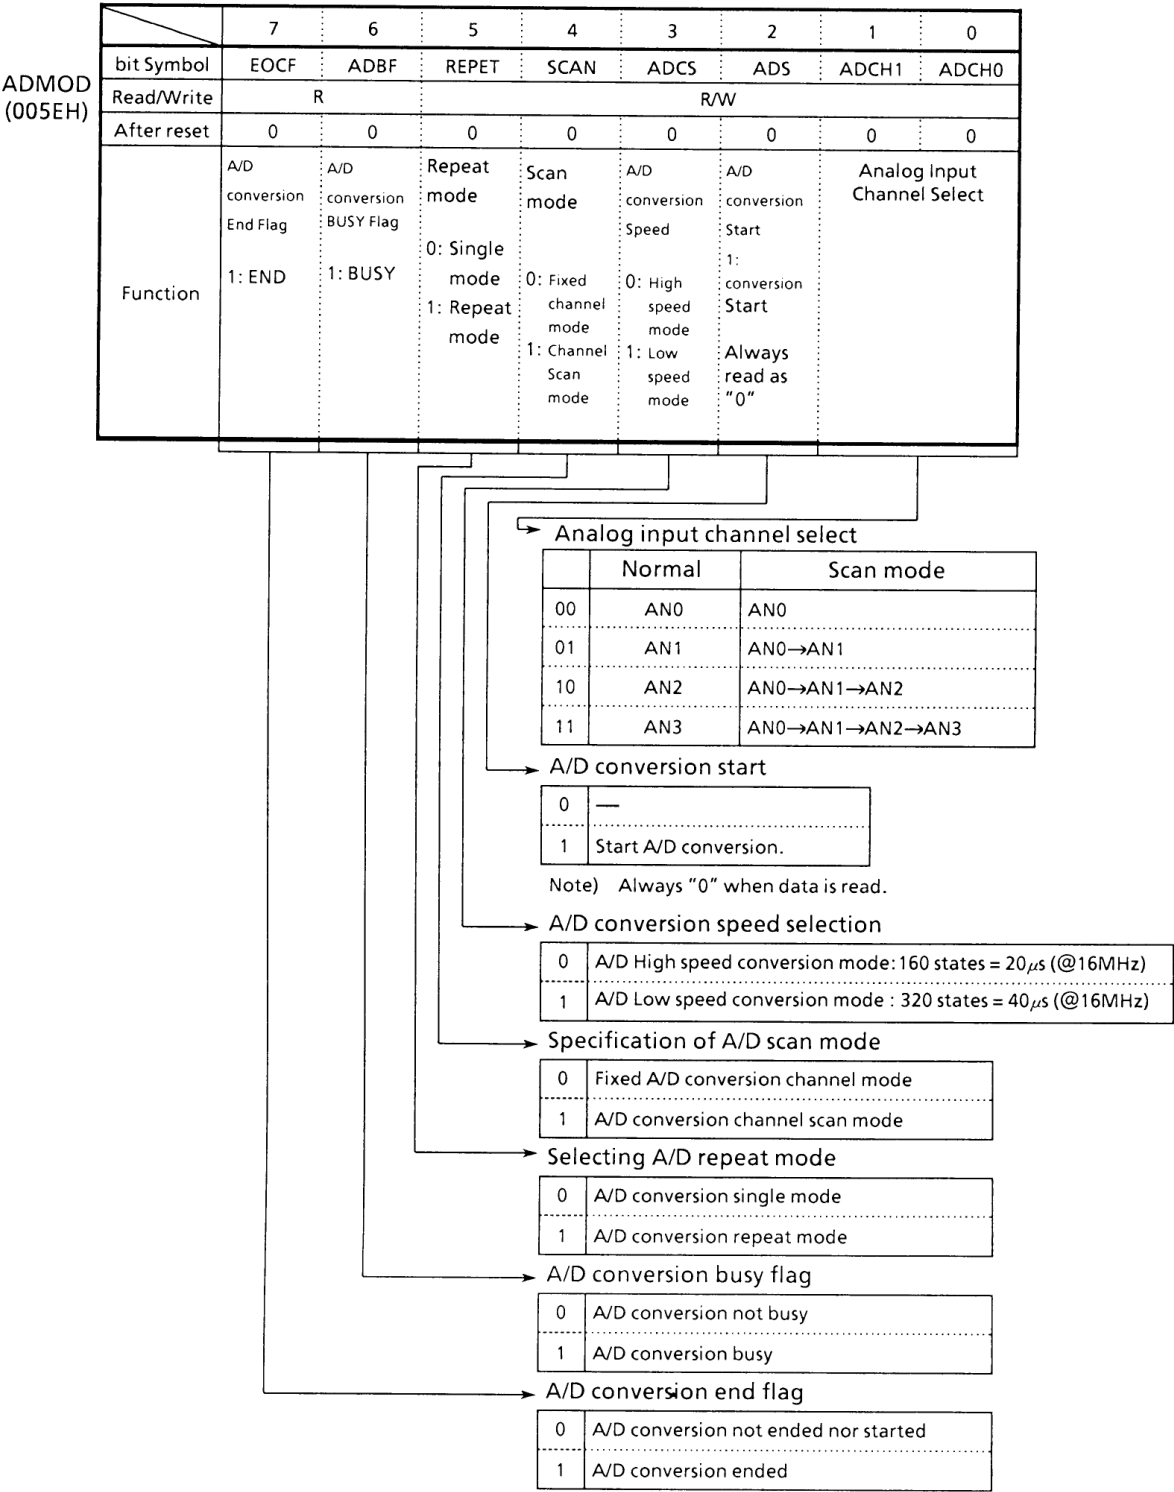 7 6 5 4 3 2 1 0
bit Symbol EOCF ADBF REPET SCAN ADCS ADS ADCH1 ADCH0
ADMOD
(005EH)
Read/Write R R/W
After reset 0 0 0 0 0 0 0 0
Function
A/D
conversion
End Flag
1: END
A/D
conversion
BUSY Flag
1: BUSY
Repeat
mode
0: Single
mode
1: Repeat
mode
Scan
mode
0: Fixed
channel
mode
1: Channel
Scan
mode
A/D
conversion
Speed
0: High
speed
mode
1: Low
speed
mode
A/D
conversion
Start
1:
conversion
Start
Always
read as
"0"
Analog Input
Channel Select
Analog input channel select
Normal Scan mode
00 AN0 AN0
01 AN1 AN0→AN1
10 AN2 AN0→AN1→AN2
11 AN3 AN0→AN1→AN2→AN3
A/D conversion start
0 —
1 Start A/D conversion.
Note) Always "0" when data is read.
A/D conversion speed selection
0 A/D High speed conversion mode: 160 states = 20μs (@16MHz)
1 A/D Low speed conversion mode : 320 states = 40μs (@16MHz)
Specification of A/D scan mode
0 Fixed A/D conversion channel mode
1 A/D conversion channel scan mode
Selecting A/D repeat mode
0 A/D conversion single mode
1 A/D conversion repeat mode
A/D conversion busy flag
0 A/D conversion not busy
1 A/D conversion busy
A/D conversion end flag
0 A/D conversion not ended nor started
1 A/D conversion ended